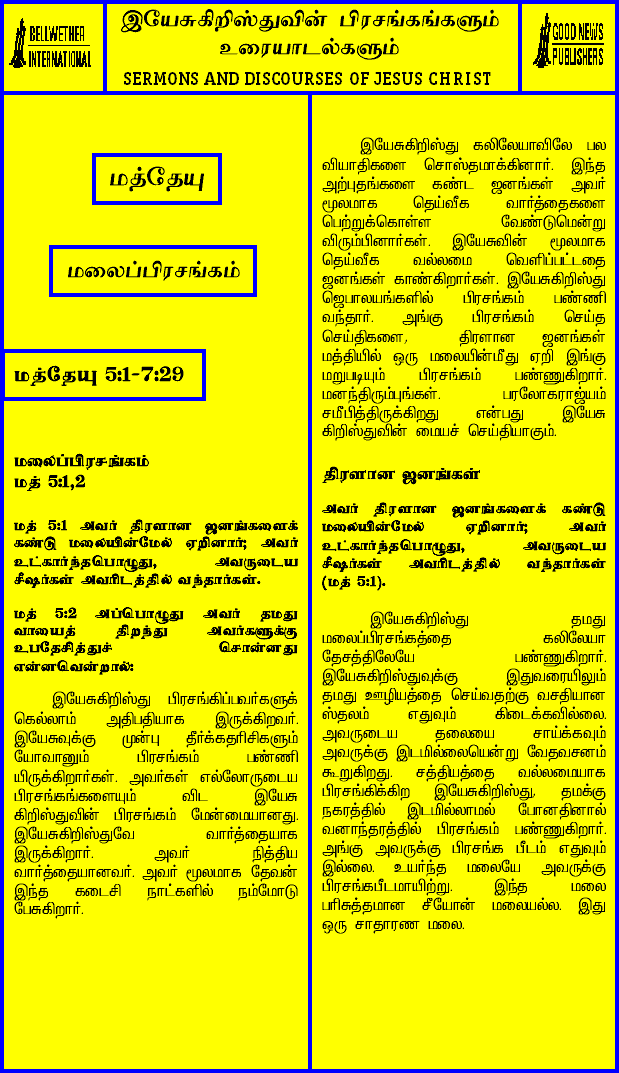 BELLWETHER
INTERNATIONAL
இயேசுகிறிஸ்துவின் பிரசங்கங்களும்
உரையாடல்களும்
SERMONS AND DISCOURSES OF JESUS CHRIST
GOOD NEWS
PUBLISHERS
மத்தேயு
மலைப்பிரசங்கம்
மத்தேயு 5:1-7:29
மலைப்பிரசங்கம்
மத் 5:1,2
மத் 5:1 அவர் திரளான ஜனங்களைக்
கண்டு மலையின்மேல் ஏறினார்; அவர்
உட்கார்ந்தபொழுது, அவருடைய
சீஷர்கள் அவரிடத்தில் வந்தார்கள்.
மத் 5:2 அப்பொழுது அவர் தமது
வாயைத் திறந்து அவர்களுக்கு
உபதேசித்துச் சொன்னது
என்னவென்றால்:
இயேசுகிறிஸ்து பிரசங்கிப்பவர்களுக்
கெல்லாம் அதிபதியாக இருக்கிறவர்.
இயேசுவுக்கு முன்பு தீர்க்கதரிசிகளும்
யோவானும் பிரசங்கம் பண்ணி
யிருக்கிறார்கள். அவர்கள் எல்லோருடைய
பிரசங்கங்களையும் விட இயேசு
கிறிஸ்துவின் பிரசங்கம் மேன்மையானது.
இயேசுகிறிஸ்துவே வார்த்தையாக
இருக்கிறார். அவர் நித்திய
வார்த்தையானவர். அவர் மூலமாக தேவன்
இந்த கடைசி நாட்களில் நம்மோடு
பேசுகிறார்.
இயேசுகிறிஸ்து கலிலேயாவிலே பல
வியாதிகளை சொஸ்தமாக்கினார். இந்த
அற்புதங்களை கண்ட ஜனங்கள் அவர்
மூலமாக தெய்வீக வார்த்தைகளை
பெற்றுக்கொள்ள வேண்டுமென்று
விரும்பினார்கள். இயேசுவின் மூலமாக
தெய்வீக வல்லமை வெளிப்பட்டதை
ஜனங்கள் காண்கிறார்கள். இயேசுகிறிஸ்து
ஜெபாலயங்களில் பிரசங்கம் பண்ணி
வந்தார். அங்கு பிரசங்கம் செய்த
செய்திகளை, திரளான ஜனங்கள்
மத்தியில் ஒரு மலையின்மீது ஏறி இங்கு
மறுபடியும் பிரசங்கம் பண்ணுகிறார்.
மனந்திரும்புங்கள். பரலோகராஜ்யம்
சமீபித்திருக்கிறது என்பது இயேசு
கிறிஸ்துவின் மையச் செய்தியாகும்.
திரளான ஜனங்கள்
அவர் திரளான ஜனங்களைக் கண்டு
மலையின்மேல் ஏறினார்; அவர்
உட்கார்ந்தபொழுது, அவருடைய
சீஷர்கள் அவரிடத்தில் வந்தார்கள்
(மத் 5:1).
இயேசுகிறிஸ்து தமது
மலைப்பிரசங்கத்தை கலிலேயா
தேசத்திலேயே பண்ணுகிறார்.
இயேசுகிறிஸ்துவுக்கு இதுவரையிலும்
தமது ஊழியத்தை செய்வதற்கு வசதியான
ஸ்தலம் எதுவும் கிடைக்கவில்லை.
அவருடைய தலையை சாய்க்கவும்
அவருக்கு இடமில்லையென்று வேதவசனம்
கூறுகிறது. சத்தியத்தை வல்லமையாக
பிரசங்கிக்கிற இயேசுகிறிஸ்து, தமக்கு
நகரத்தில் இடமில்லாமல் போனதினால்
வனாந்தரத்தில் பிரசங்கம் பண்ணுகிறார்.
அங்கு அவருக்கு பிரசங்க பீடம் எதுவும்
இல்லை. உயர்ந்த மலையே அவருக்கு
பிரசங்கபீடமாயிற்று. இந்த மலை
பரிசுத்தமான சீயோன் மலையல்ல. இது
ஒரு சாதாரண மலை.